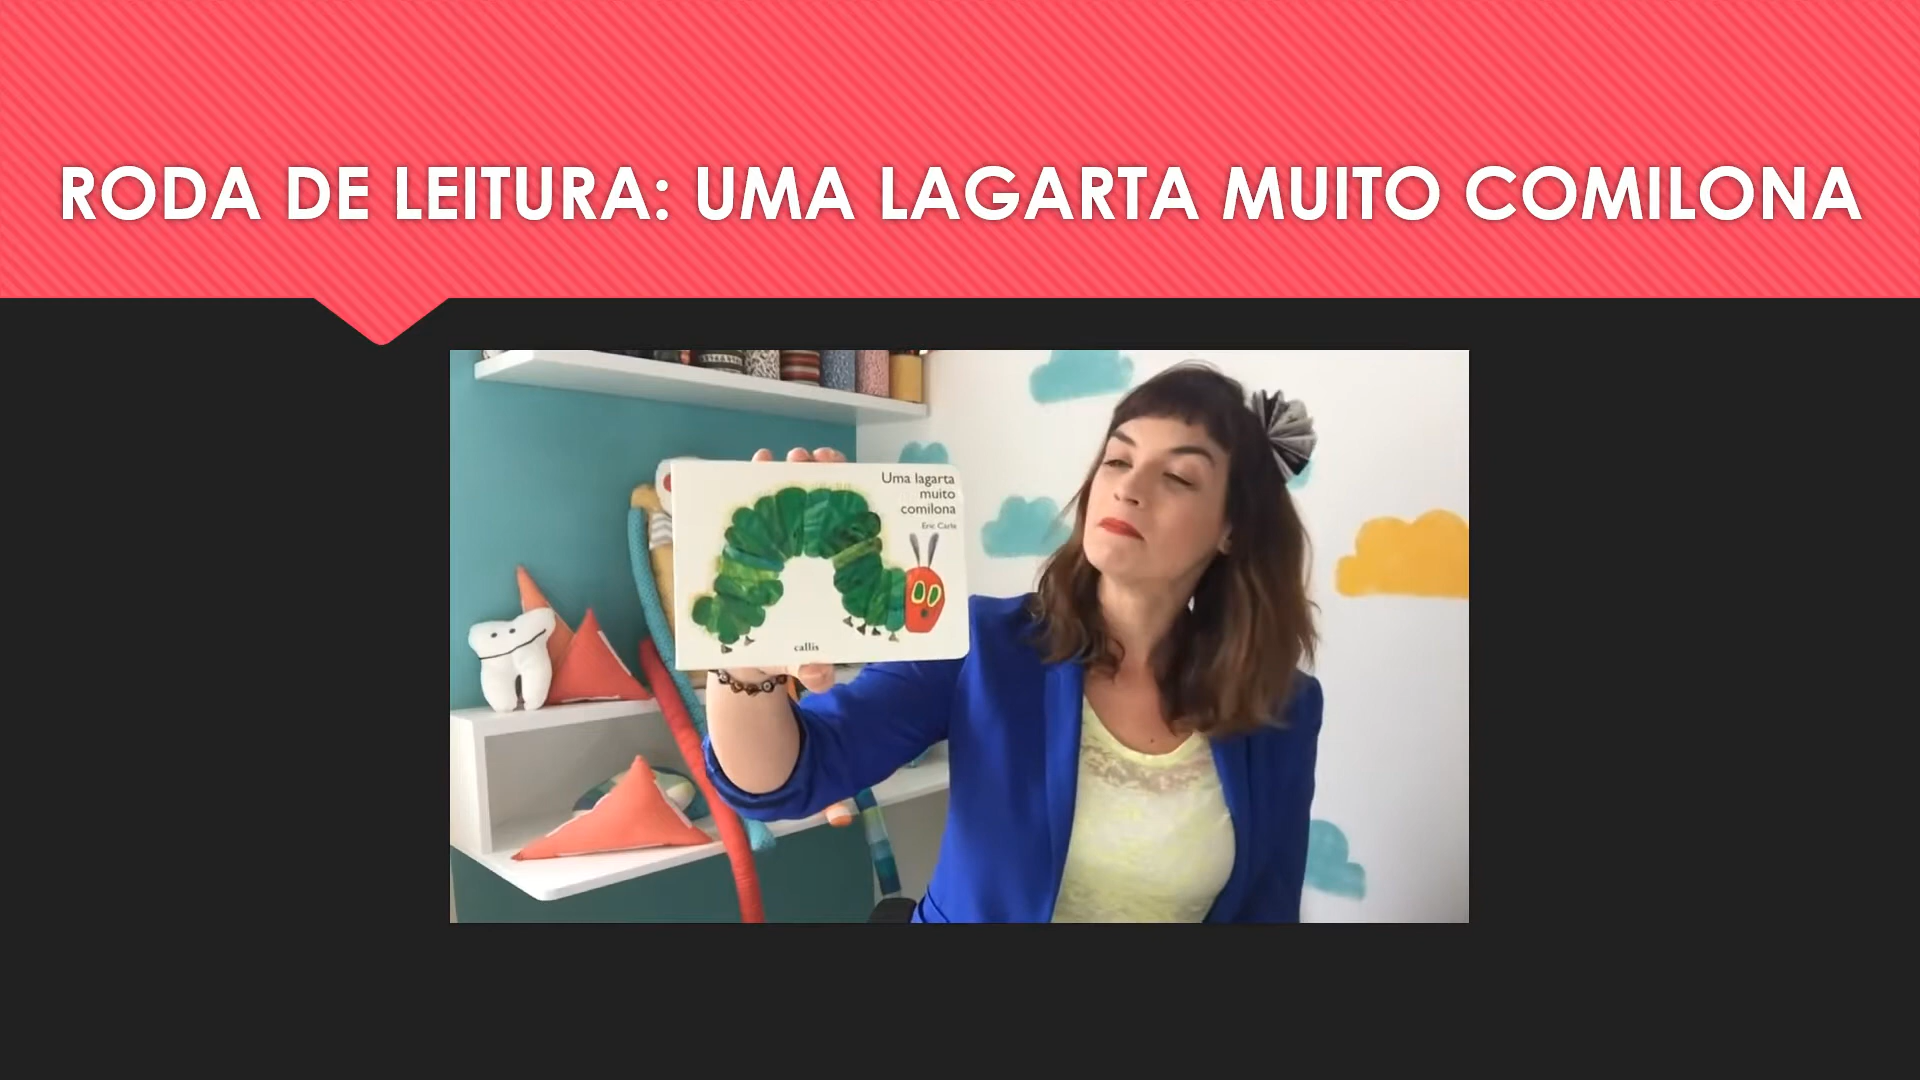 RODA DE LEITURA: UMA LAGARTA MUITO COMILONA
Uma lagarta
muito
comilona
Eric Carle
callis